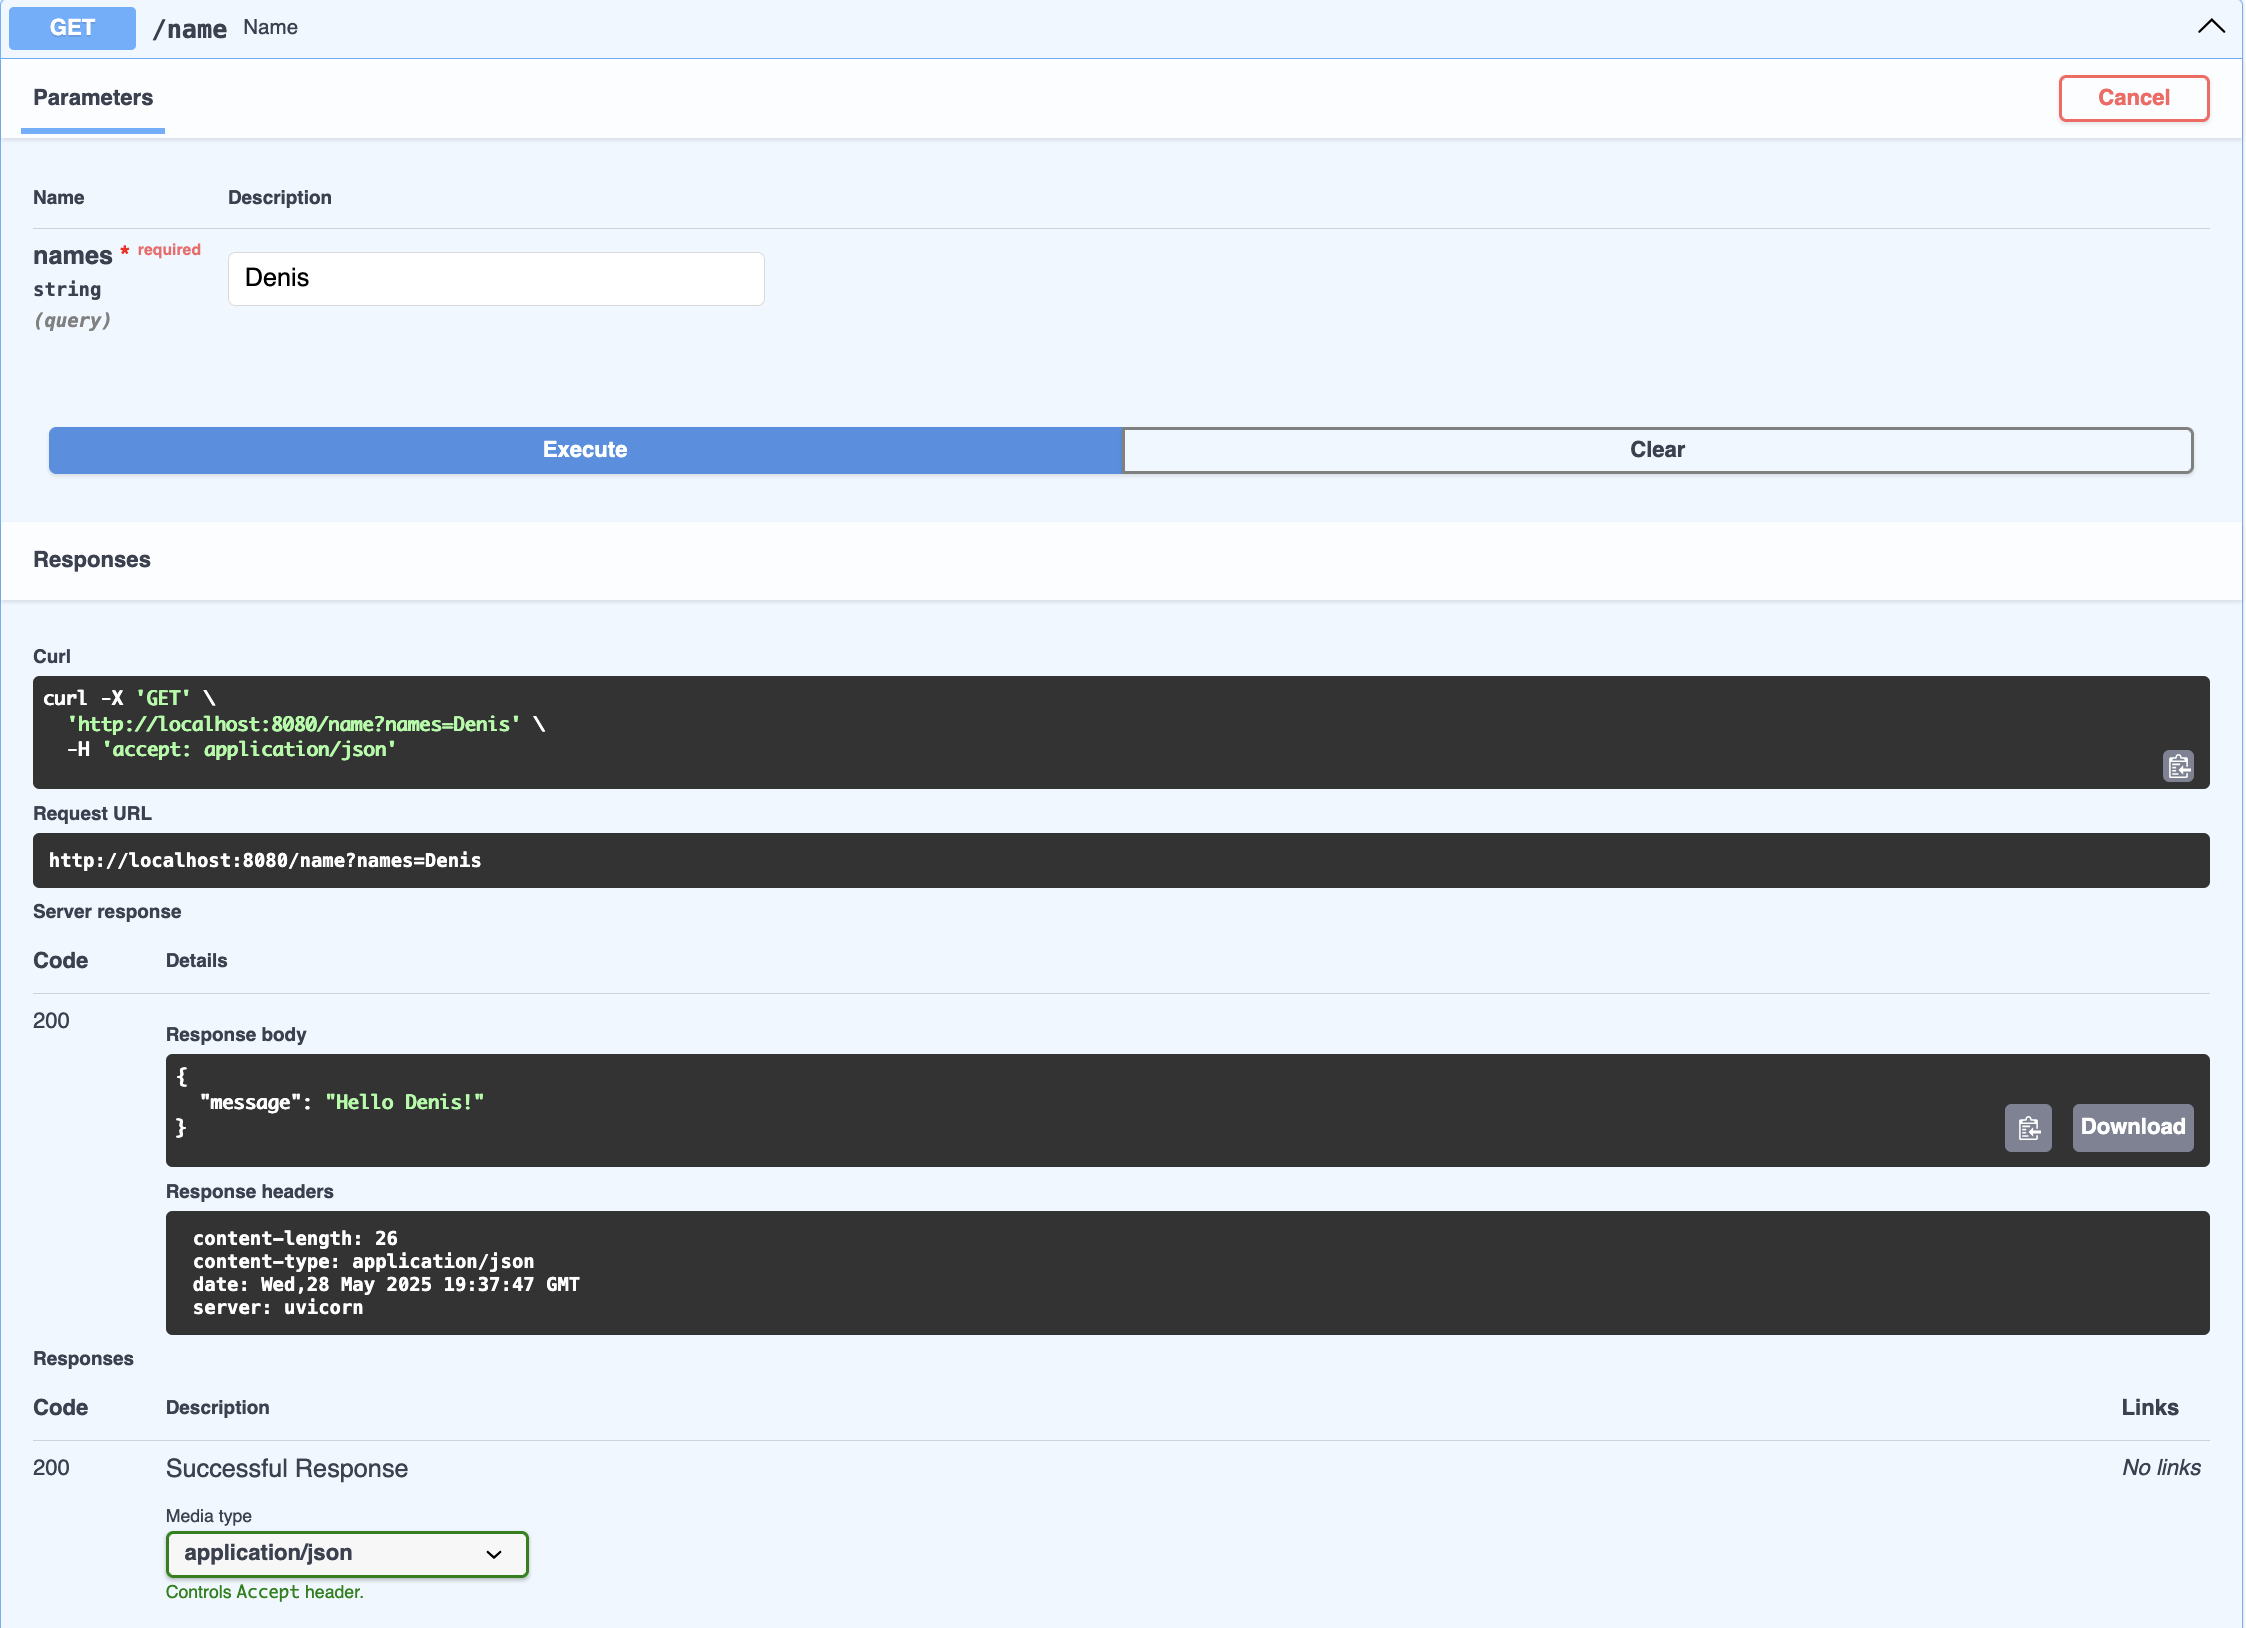 GET /name Name
Parameters
Cancel
Name Description
names * required
string
(query)
Denis
Execute
Clear
Responses
Curl
curl -X 'GET' \
  'http://localhost:8080/name?names=Denis' \
  -H 'accept: application/json'
Request URL
http://localhost:8080/name?names=Denis
Server response
Code Details
200
Response body
{
  "message": "Hello Denis!"
}
Download
Response headers
content-length: 26
content-type: application/json
date: Wed,28 May 2025 19:37:47 GMT
server: uvicorn
Responses
Code Description Links
200 Successful Response No links
Media type
application/json
Controls Accept header.